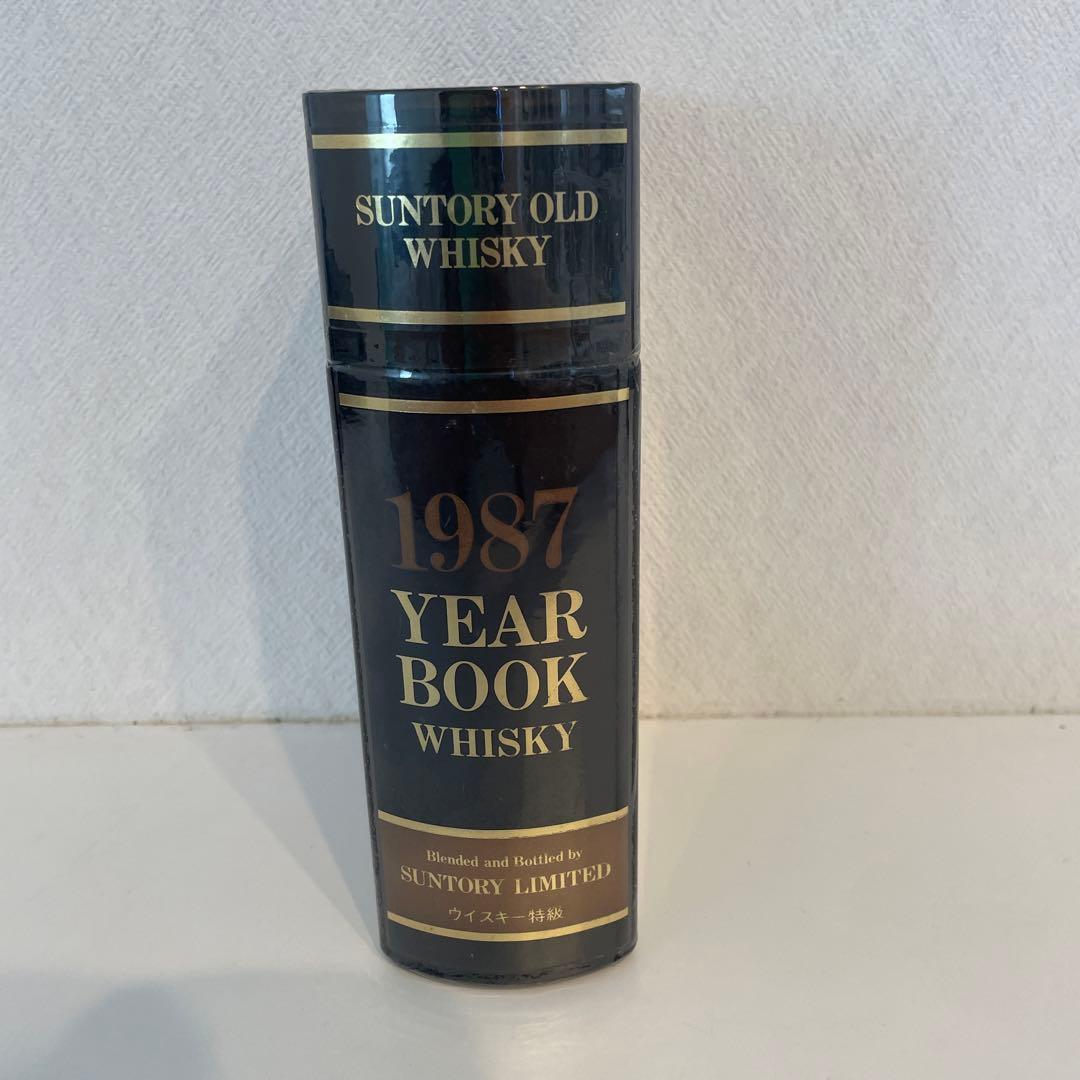 SUNTORY OLD
WHISKY
1987
YEAR
BOOK
WHISKY
Blended and Bottled by
SUNTORY LIMITED
ウイスキー特級